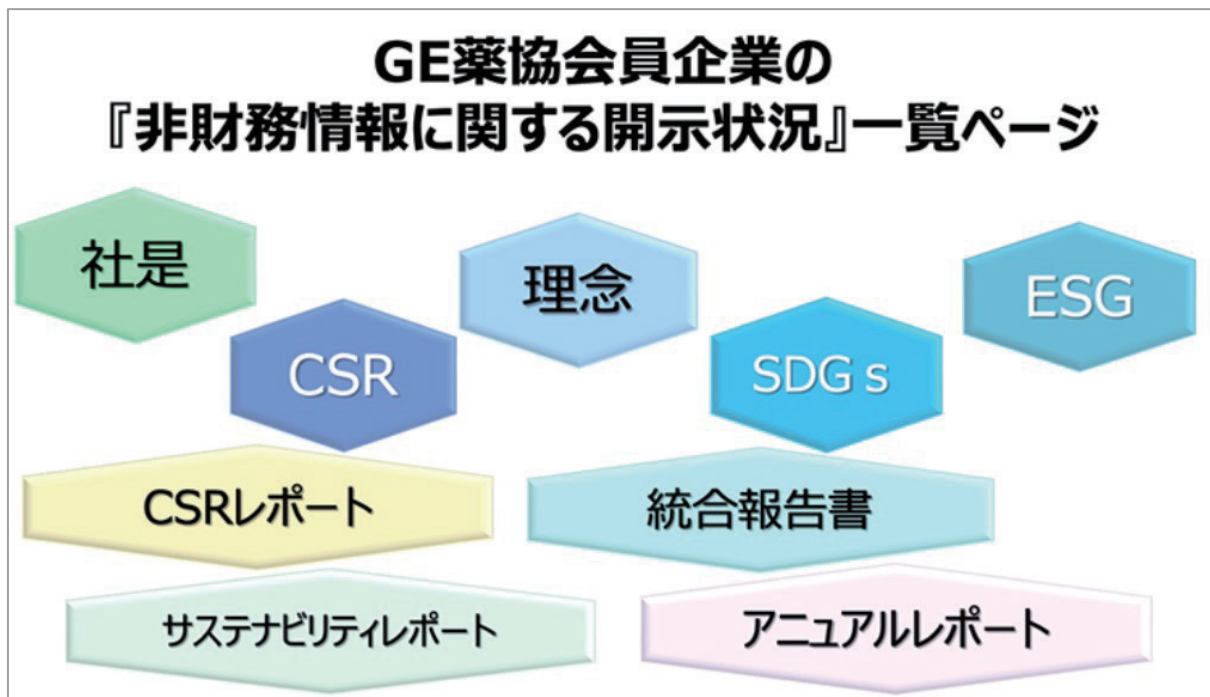 GE薬協会員企業の
『非財務情報に関する開示状況』一覧ページ
社是
理念
ESG
CSR
SDGs
CSRレポート
統合報告書
サステナビリティレポート
アニュアルレポート